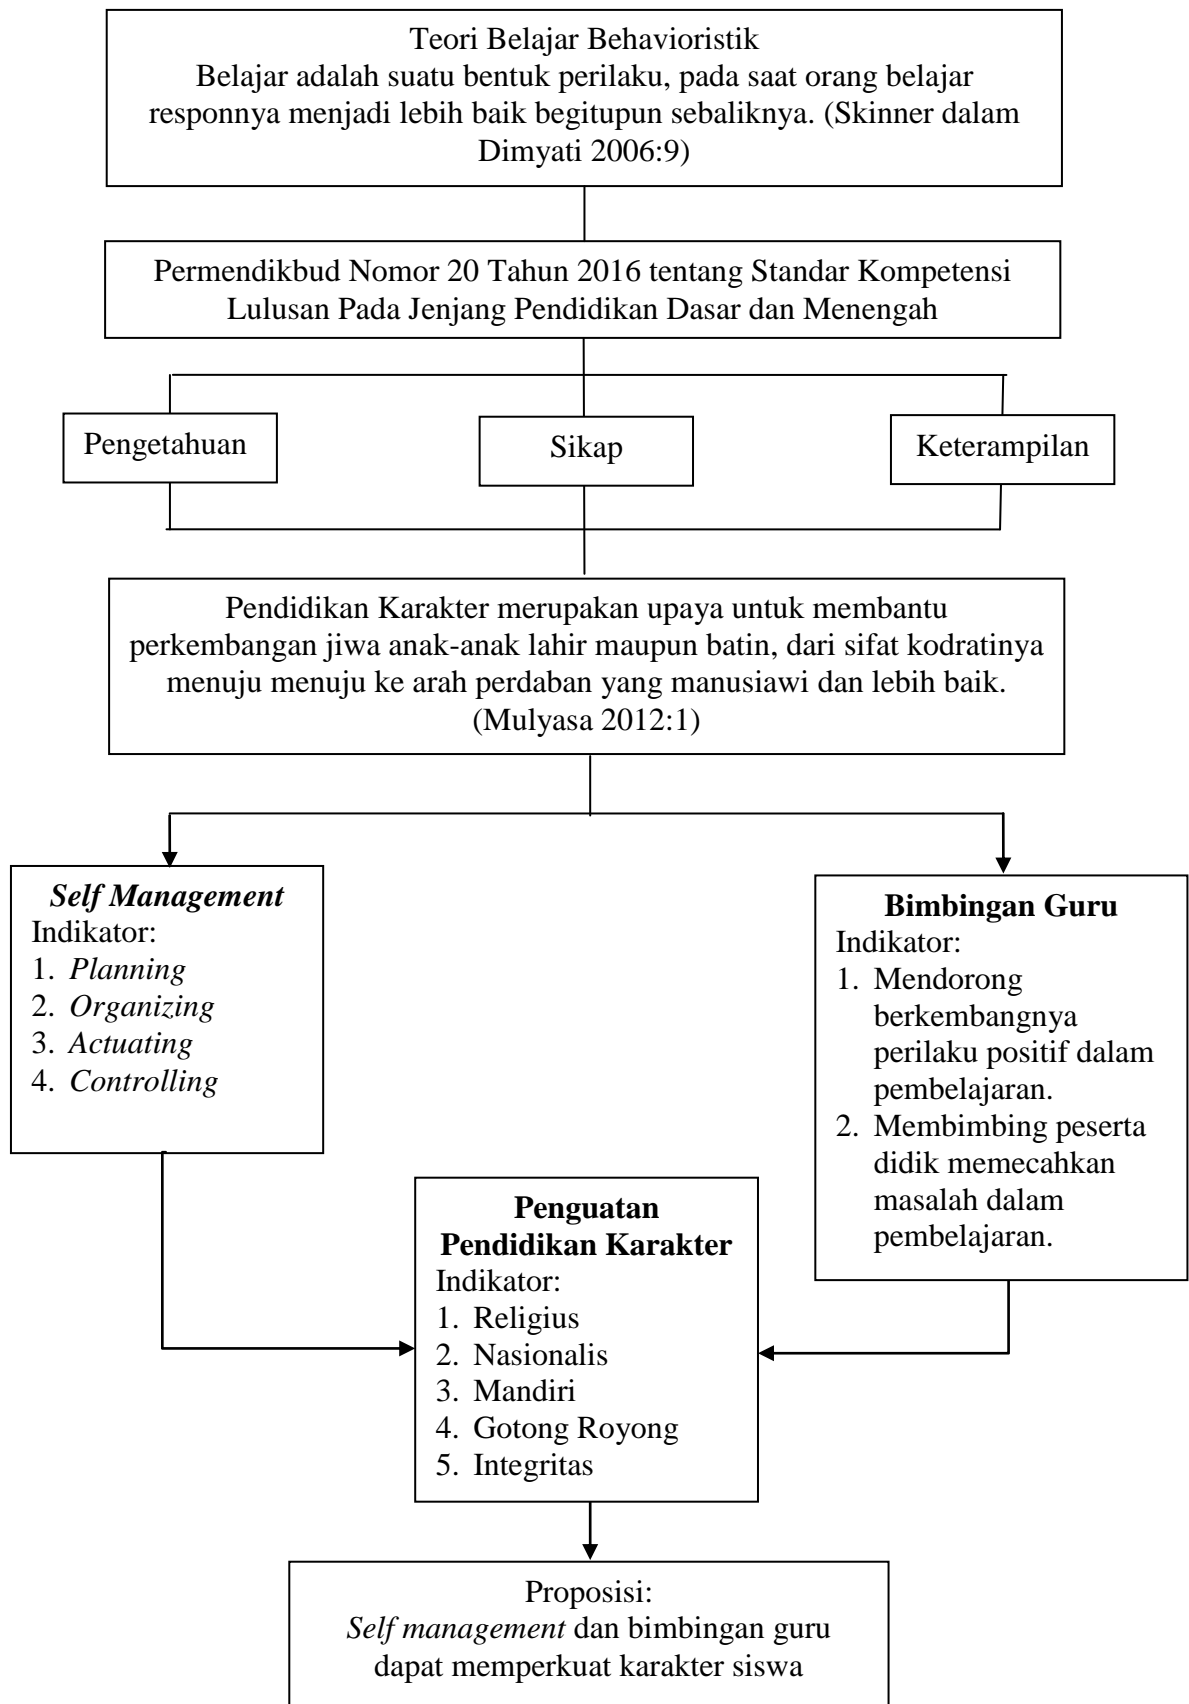 Teori Belajar Behavioristik
Belajar adalah suatu bentuk perilaku, pada saat orang belajar
responnya menjadi lebih baik begitupun sebaliknya. (Skinner dalam
Dimyati 2006:9)
Permendikbud Nomor 20 Tahun 2016 tentang Standar Kompetensi
Lulusan Pada Jenjang Pendidikan Dasar dan Menengah
Pengetahuan
Sikap
Keterampilan
Pendidikan Karakter merupakan upaya untuk membantu
perkembangan jiwa anak-anak lahir maupun batin, dari sifat kodratinya
menuju menuju ke arah perdaban yang manusiawi dan lebih baik.
(Mulyasa 2012:1)
Self Management
Indikator:
1. Planning
2. Organizing
3. Actuating
4. Controlling
Bimbingan Guru
Indikator:
1. Mendorong
berkembangnya
perilaku positif dalam
pembelajaran.
2. Membimbing peserta
didik memecahkan
masalah dalam
pembelajaran.
Penguatan
Pendidikan Karakter
Indikator:
1. Religius
2. Nasionalis
3. Mandiri
4. Gotong Royong
5. Integritas
Proposisi:
Self management dan bimbingan guru
dapat memperkuat karakter siswa